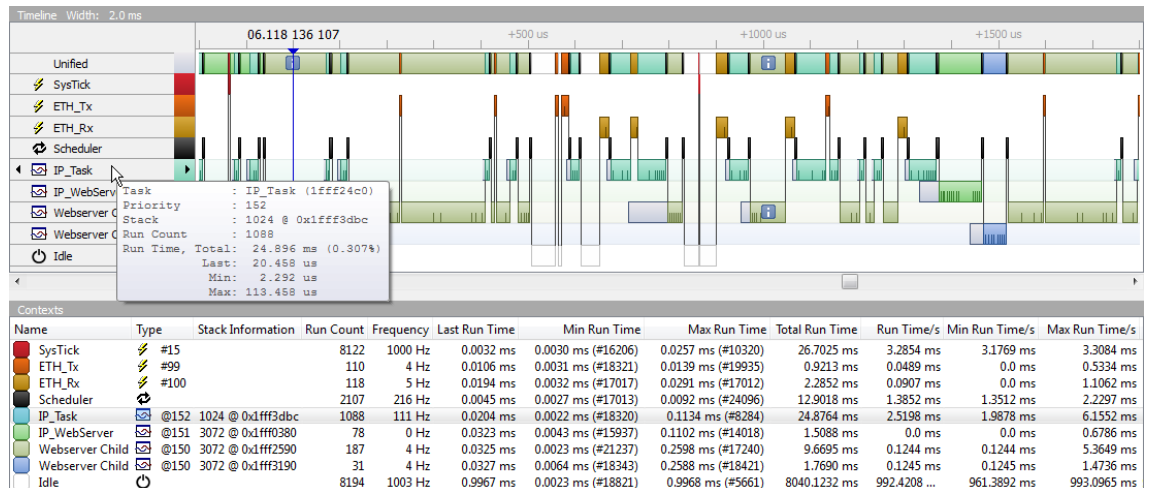 Timeline Width: 2.0 ms
06.118 136 107 +500 us +1000 us +1500 us
Unified
SysTick
ETH_Tx
ETH_Rx
Scheduler
IP_Task
IP_WebServ
Webserver C
Webserver C
Idle
Task : IP_Task (1fff24c0)
Priority : 152
Stack : 1024 @ 0x1fff3dbc
Run Count : 1088
Run Time, Total: 24.896 ms (0.307%)
Last: 20.458 us
Min: 2.292 us
Max: 113.458 us
Contexts
Name Type Stack Information Run Count Frequency Last Run Time Min Run Time Max Run Time Total Run Time Run Time/s Min Run Time/s Max Run Time/s
SysTick #15 8122 1000 Hz 0.0032 ms 0.0030 ms (#16206) 0.0257 ms (#10320) 26.7025 ms 3.2854 ms 3.1769 ms 3.3084 ms
ETH_Tx #99 110 4 Hz 0.0106 ms 0.0031 ms (#18321) 0.0139 ms (#19935) 0.9213 ms 0.0489 ms 0.0 ms 0.5334 ms
ETH_Rx #100 118 5 Hz 0.0194 ms 0.0032 ms (#17017) 0.0291 ms (#17012) 2.2852 ms 0.0907 ms 0.0 ms 1.1062 ms
Scheduler 2107 216 Hz 0.0045 ms 0.0027 ms (#17013) 0.0092 ms (#24096) 12.9018 ms 1.3852 ms 1.3512 ms 2.2297 ms
IP_Task @152 1024 @ 0x1fff3dbc 1088 111 Hz 0.0204 ms 0.0022 ms (#18320) 0.1134 ms (#8284) 24.8764 ms 2.5198 ms 1.9878 ms 6.1552 ms
IP_WebServer @151 3072 @ 0x1fff0380 78 0 Hz 0.0323 ms 0.0043 ms (#15937) 0.1102 ms (#14018) 1.5088 ms 0.0 ms 0.0 ms 0.6786 ms
Webserver Child @150 3072 @ 0x1fff2590 187 4 Hz 0.0325 ms 0.0023 ms (#21237) 0.2598 ms (#17240) 9.6695 ms 0.1244 ms 0.1244 ms 5.3649 ms
Webserver Child @150 3072 @ 0x1fff3190 31 4 Hz 0.0327 ms 0.0064 ms (#18343) 0.2588 ms (#18421) 1.7690 ms 0.1245 ms 0.1245 ms 1.4736 ms
Idle 8194 1003 Hz 0.9967 ms 0.0023 ms (#18821) 0.9968 ms (#5661) 8040.1232 ms 992.4208 ... 961.3892 ms 993.0965 ms